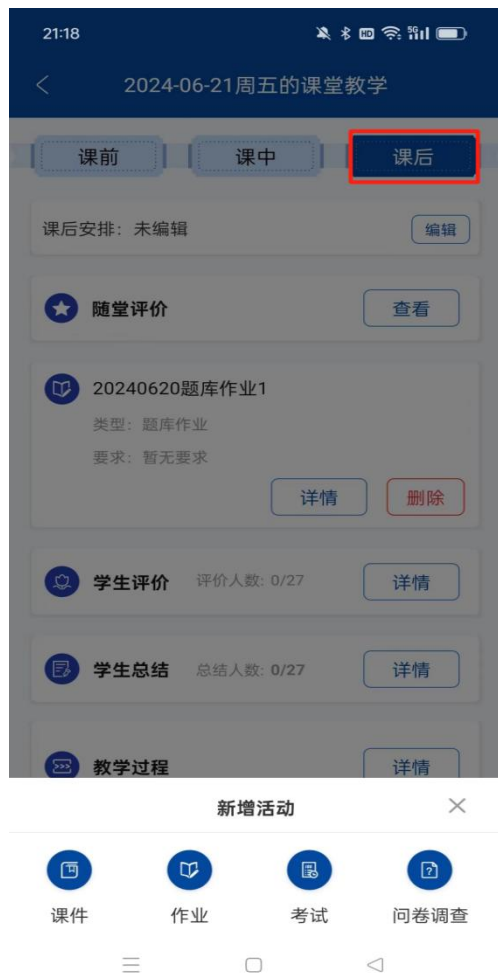 21:18 HD 5G
2024-06-21周五的课堂教学
课前 课中 课后
课后安排：未编辑 编辑
随堂评价 查看
20240620题库作业1
类型：题库作业
要求：暂无要求
详情 删除
学生评价 评价人数: 0/27 详情
学生总结 总结人数: 0/27 详情
教学过程 详情
新增活动
课件 作业 考试 问卷调查